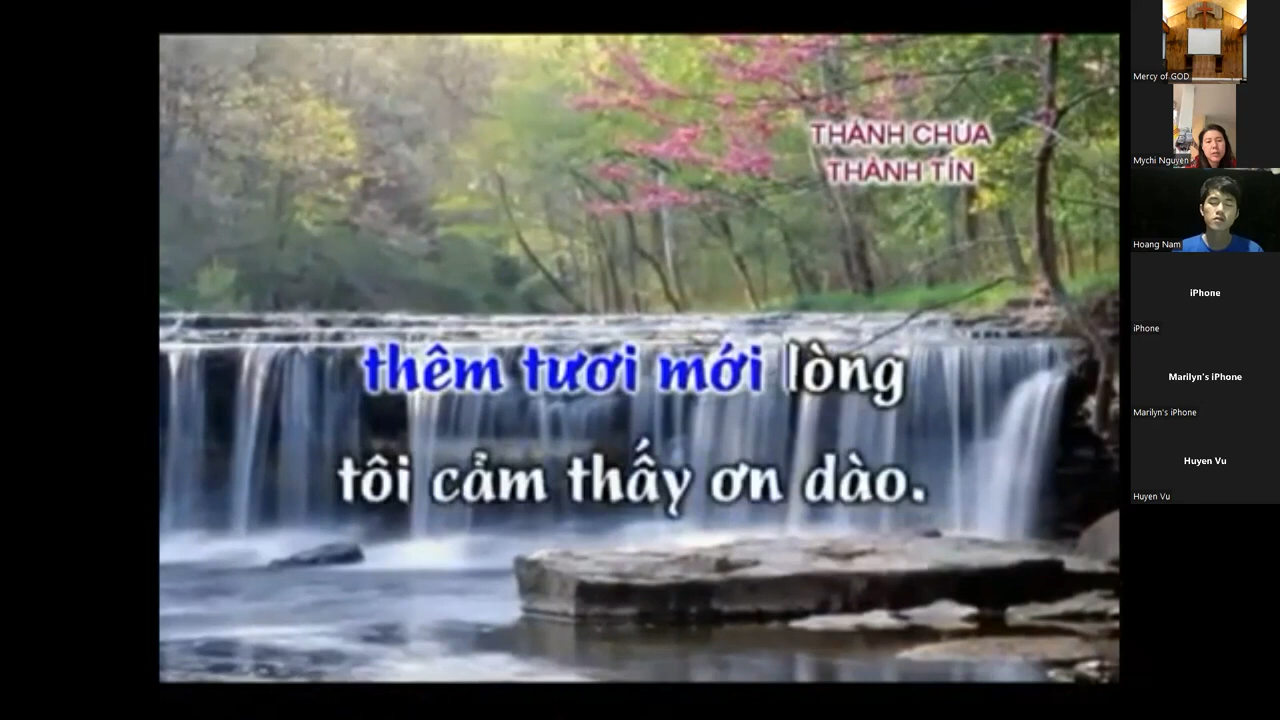 THÀNH CHÚA
THÀNH TÍN
thêm tươi mới lòng
tôi cảm thấy ơn dào.
Mercy of GOD
Mychi Nguyen
Hoang Nam
iPhone
iPhone
Marilyn's iPhone
Marilyn's iPhone
Huyen Vu
Huyen Vu